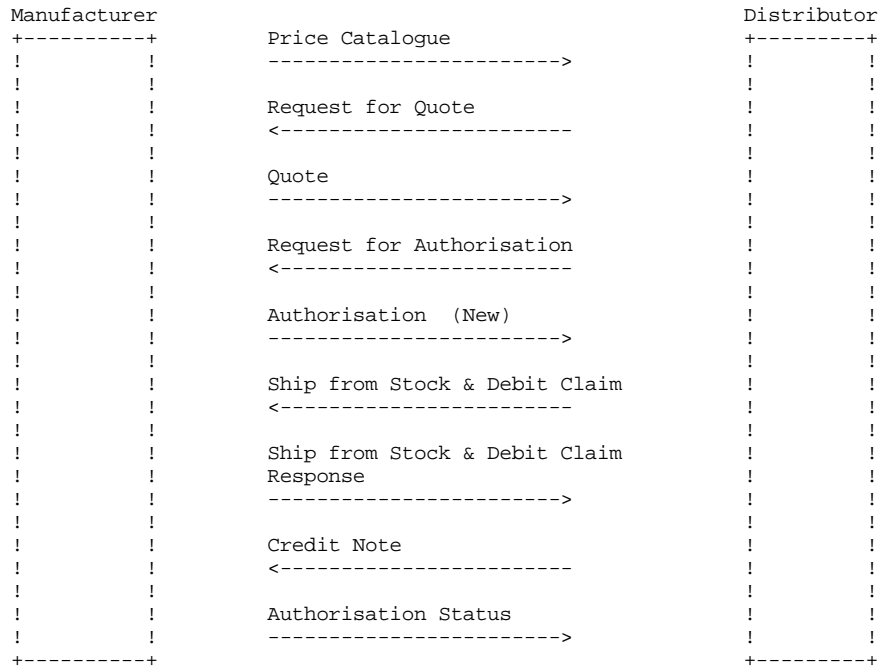 Manufacturer Distributor
Price Catalogue
Request for Quote
Quote
Request for Authorisation
Authorisation (New)
Ship from Stock & Debit Claim
Ship from Stock & Debit Claim
Response
Credit Note
Authorisation Status